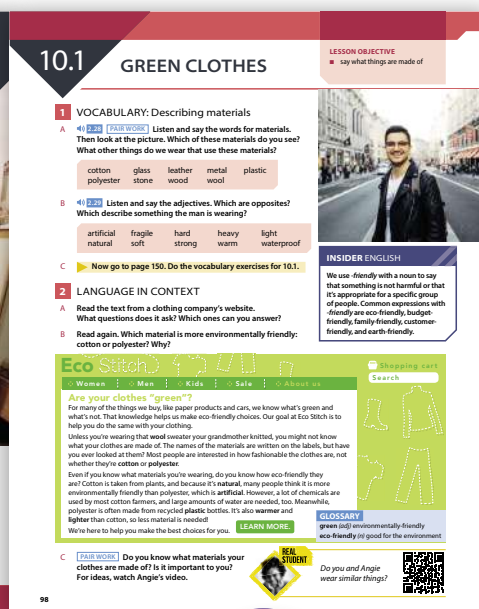 10.1
GREEN CLOTHES
LESSON OBJECTIVE
■ say what things are made of
1 VOCABULARY: Describing materials
A 2.28 PAIR WORK Listen and say the words for materials.
Then look at the picture. Which of these materials do you see?
What other things do we wear that use these materials?
cotton glass leather metal plastic
polyester stone wood wool
B 2.29 Listen and say the adjectives. Which are opposites?
Which describe something the man is wearing?
artificial fragile hard heavy light
natural soft strong warm waterproof
C Now go to page 150. Do the vocabulary exercises for 10.1.
INSIDER ENGLISH
We use -friendly with a noun to say
that something is not harmful or that
it's appropriate for a specific group
of people. Common expressions with
-friendly are eco-friendly, budget-
friendly, family-friendly, customer-
friendly, and earth-friendly.
2 LANGUAGE IN CONTEXT
A Read the text from a clothing company's website.
What questions does it ask? Which ones can you answer?
B Read again. Which material is more environmentally friendly:
cotton or polyester? Why?
Eco Stitch
Shopping cart
Search
Women Men Kids Sale About us
Are your clothes "green"?
For many of the things we buy, like paper products and cars, we know what's green and
what's not. That knowledge helps us make eco-friendly choices. Our goal at Eco Stitch is to
help you do the same with your clothing.
Unless you're wearing that wool sweater your grandmother knitted, you might not know
what your clothes are made of. The names of the materials are written on the labels, but have
you ever looked at them? Most people are interested in how fashionable the clothes are, not
whether they're cotton or polyester.
Even if you know what materials you're wearing, do you know how eco-friendly they
are? Cotton is taken from plants, and because it's natural, many people think it is more
environmentally friendly than polyester, which is artificial. However, a lot of chemicals are
used by most cotton farmers, and large amounts of water are needed, too. Meanwhile,
polyester is often made from recycled plastic bottles. It's also warmer and
lighter than cotton, so less material is needed!
We're here to help you make the best choices for you. LEARN MORE.
GLOSSARY
green (adj) environmentally-friendly
eco-friendly (n) good for the environment
C PAIR WORK Do you know what materials your
clothes are made of? Is it important to you?
For ideas, watch Angie's video.
REAL
STUDENT
Do you and Angie
wear similar things?
98